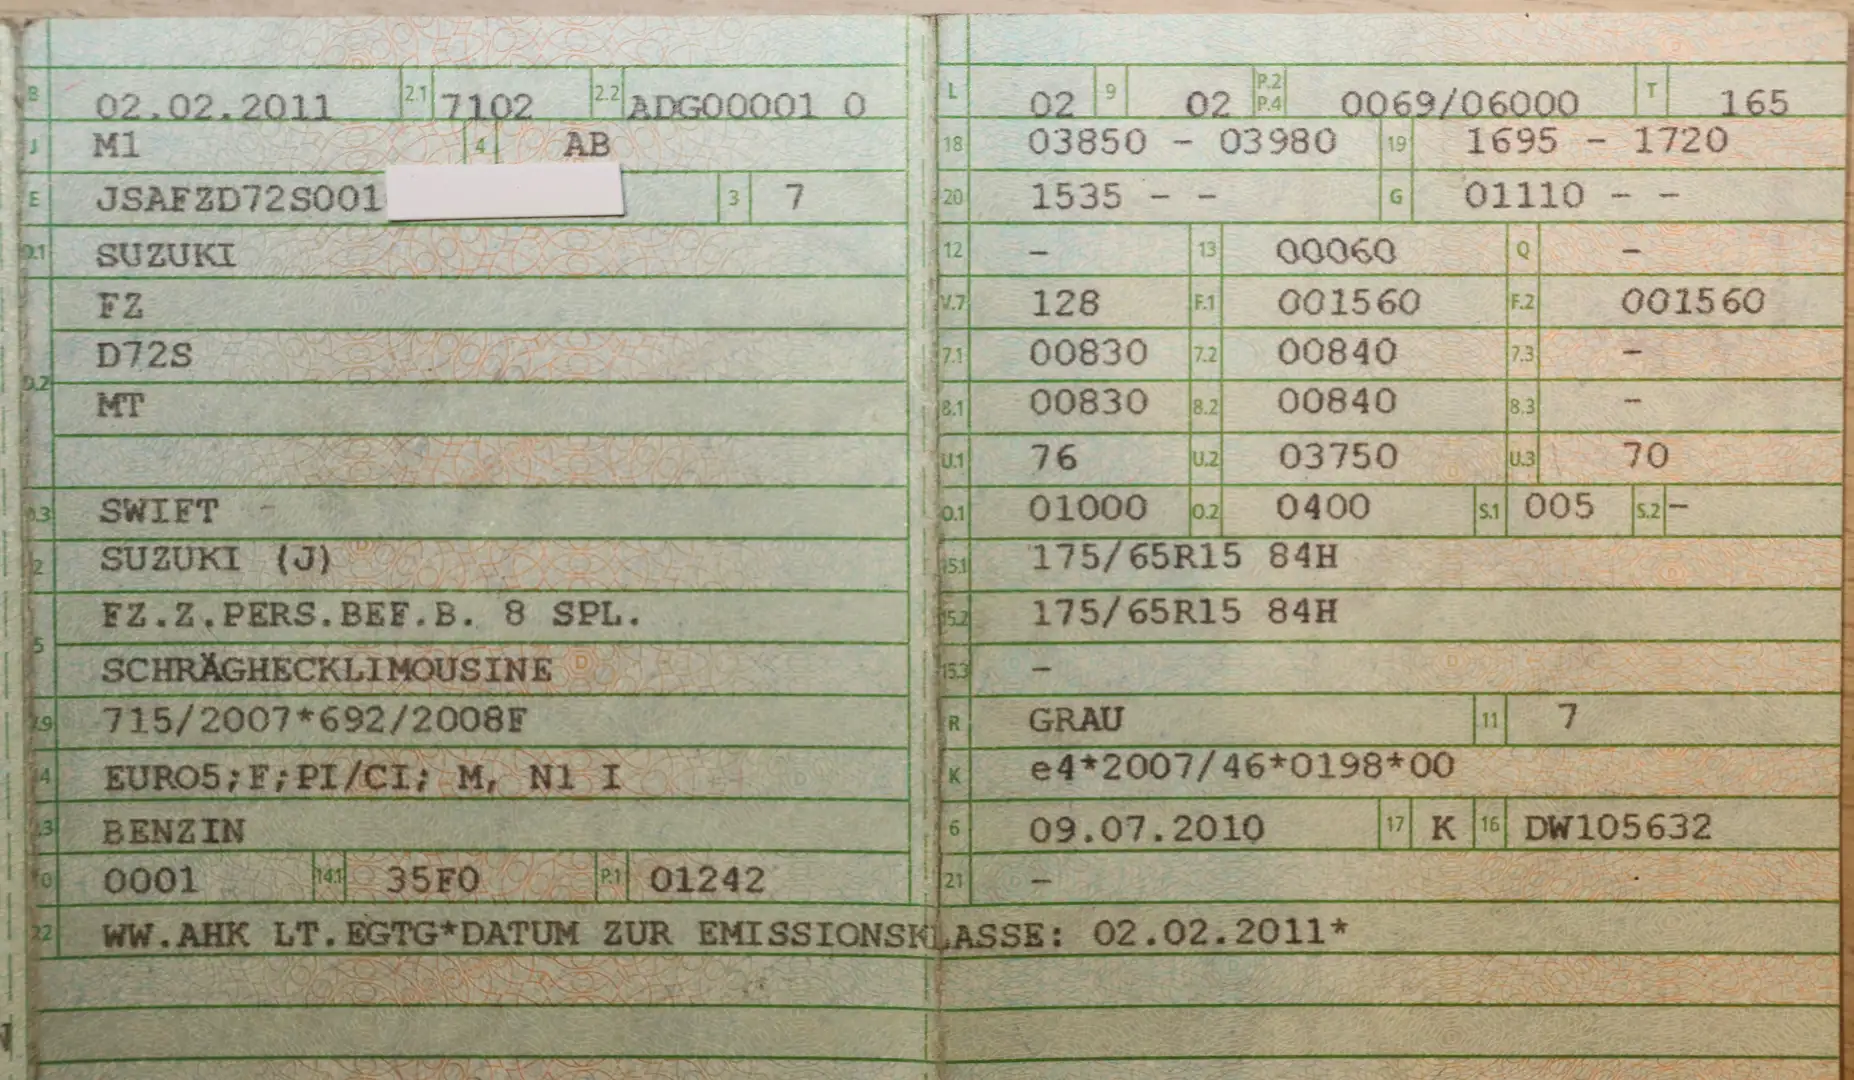 B 02.02.2011 2.1 7102 2.2 ADG00001 0
J M1 4 AB
E JSAFZD72S001 3 7
D.1 SUZUKI
FZ
D72S
D.2
MT
D.3 SWIFT
2 SUZUKI (J)
FZ.Z.PERS.BEF.B. 8 SPL.
5
SCHRÄGHECKLIMOUSINE
V.9 715/2007*692/2008F
14 EURO5;F;PI/CI; M, N1 I
P.3 BENZIN
10 0001 14.1 35F0 P.1 01242
22 WW.AHK LT.EGTG*DATUM ZUR EMISSIONSKLASSE: 02.02.2011*
L 02 9 02 P.2 P.4 0069/06000 T 165
18 03850 - 03980 19 1695 - 1720
20 1535 - - G 01110 - -
12 - 13 00060 Q -
V.7 128 F.1 001560 F.2 001560
7.1 00830 7.2 00840 7.3 -
8.1 00830 8.2 00840 8.3 -
U.1 76 U.2 03750 U.3 70
O.1 01000 O.2 0400 S.1 005 S.2 -
15.1 175/65R15 84H
15.2 175/65R15 84H
15.3 -
R GRAU 11 7
K e4*2007/46*0198*00
6 09.07.2010 17 K 16 DW105632
21 -